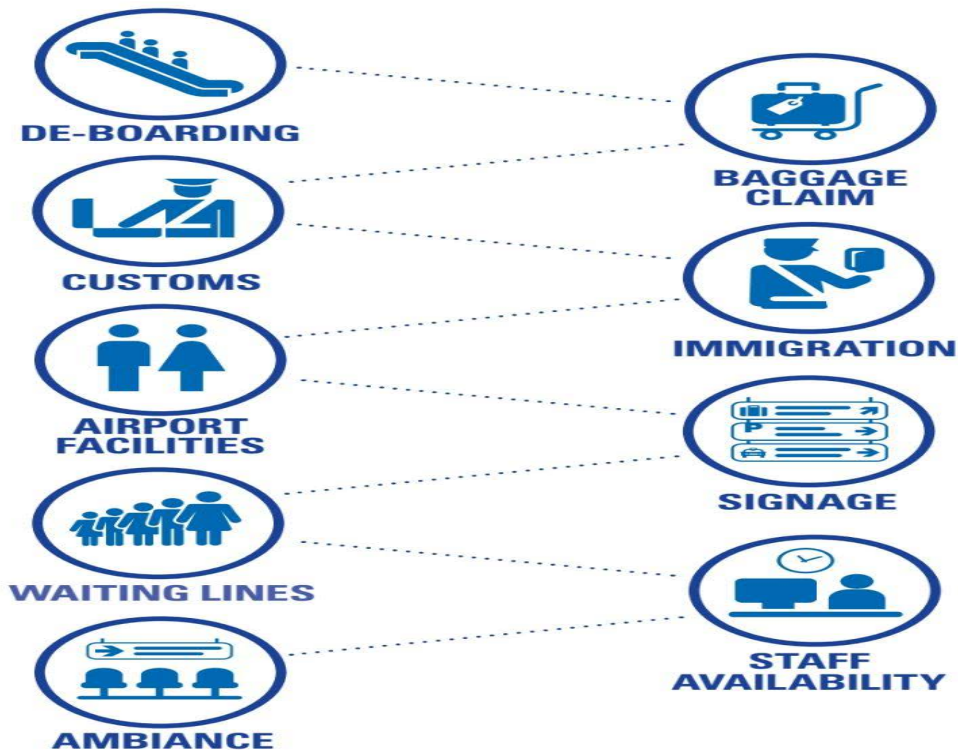 DE-BOARDING
BAGGAGE
CLAIM
CUSTOMS
IMMIGRATION
AIRPORT
FACILITIES
P
SIGNAGE
WAITING LINES
STAFF
AVAILABILITY
AMBIANCE